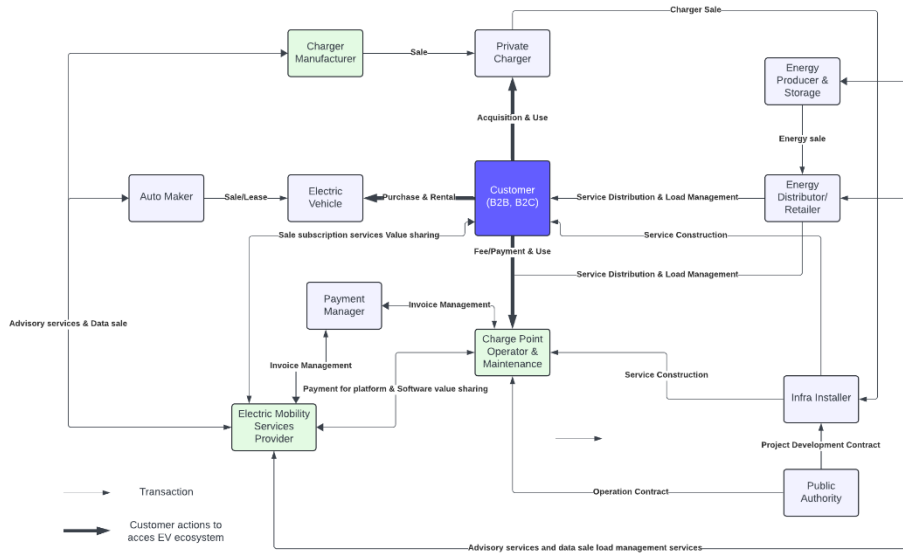 Charger Sale
Charger
Manufacturer
Sale
Private
Charger
Energy
Producer &
Storage
Acquisition & Use
Energy sale
Auto Maker
Sale/Lease
Electric
Vehicle
Purchase & Rental
Customer
(B2B, B2C)
Service Distribution & Load Management
Energy
Distributor/
Retailer
Sale subscription services Value sharing
Service Construction
Fee/Payment & Use
Service Distribution & Load Management
Payment
Manager
Invoice Management
Advisory services & Data sale
Charge Point
Operator &
Maintenance
Invoice Management
Service Construction
Payment for platform & Software value sharing
Infra Installer
Electric Mobility
Services
Provider
Project Development Contract
Transaction
Operation Contract
Public
Authority
Customer actions to
acces EV ecosystem
Advisory services and data sale load management services